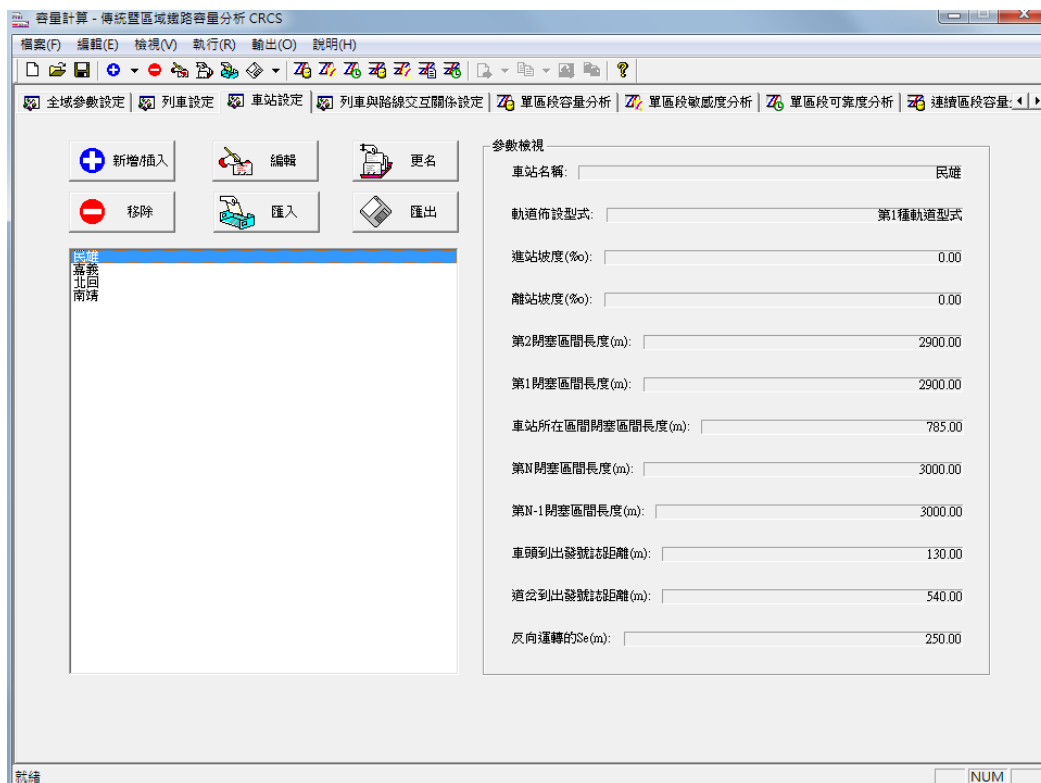 容量計算 - 傳統暨區域鐵路容量分析 CRCS
檔案(F) 編輯(E) 檢視(V) 執行(R) 輸出(O) 說明(H)
全域參數設定 列車設定 車站設定 列車與路線交互關係設定 單區段容量分析 單區段敏感度分析 單區段可靠度分析 連續區段容量
新增/插入 編輯 更名
移除 匯入 匯出
民雄
嘉義
北回
南靖
參數檢視
車站名稱: 民雄
軌道佈設型式: 第1種軌道型式
進站坡度(‰): 0.00
離站坡度(‰): 0.00
第2閉塞區間長度(m): 2900.00
第1閉塞區間長度(m): 2900.00
車站所在區間閉塞區間長度(m): 785.00
第N閉塞區間長度(m): 3000.00
第N-1閉塞區間長度(m): 3000.00
車頭到出發號誌距離(m): 130.00
道岔到出發號誌距離(m): 540.00
反向運轉的Se(m): 250.00
就緒 NUM